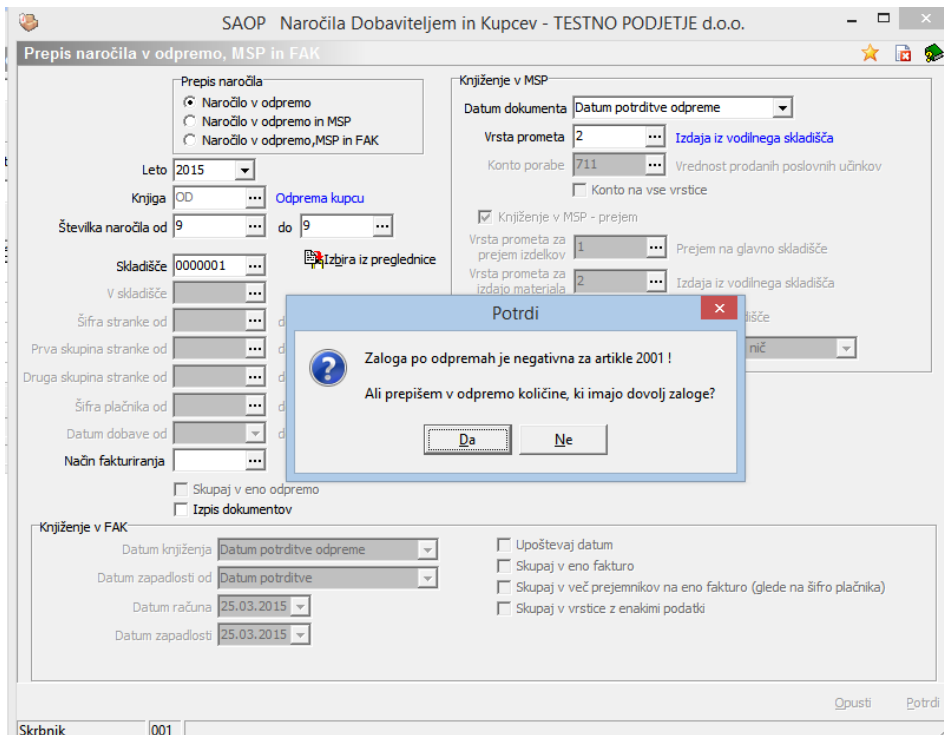 SAOP Naročila Dobaviteljem in Kupcev - TESTNO PODJETJE d.o.o.
Prepis naročila v odpremo, MSP in FAK
Prepis naročila
Naročilo v odpremo
Naročilo v odpremo in MSP
Naročilo v odpremo,MSP in FAK
Leto 2015
Knjiga OD ... Odprema kupcu
Številka naročila od 9 ... do 9 ...
Skladišče 0000001 ... Izbira iz preglednice
V skladišče ...
Šifra stranke od ... d
Prva skupina stranke od ... d
Druga skupina stranke od ... d
Šifra plačnika od ... d
Datum dobave od d
Način fakturiranja ...
Skupaj v eno odpremo
Izpis dokumentov
Knjiženje v MSP
Datum dokumenta Datum potrditve odpreme
Vrsta prometa 2 ... Izdaja iz vodilnega skladišča
Konto porabe 711 ... Vrednost prodanih poslovnih učinkov
Konto na vse vrstice
Knjiženje v MSP - prejem
Vrsta prometa za prejem izdelkov 1 ... Prejem na glavno skladišče
Vrsta prometa za izdajo materiala 2 ... Izdaja iz vodilnega skladišča
dišče
nič
Potrdi
Zaloga po odpremah je negativna za artikle 2001 !
Ali prepišem v odpremo količine, ki imajo dovolj zaloge?
Da
Ne
Knjiženje v FAK
Datum knjiženja Datum potrditve odpreme
Datum zapadlosti od Datum potrditve
Datum računa 25.03.2015
Datum zapadlosti 25.03.2015
Upoštevaj datum
Skupaj v eno fakturo
Skupaj v več prejemnikov na eno fakturo (glede na šifro plačnika)
Skupaj v vrstice z enakimi podatki
Opusti Potrdi
Skrbnik 001